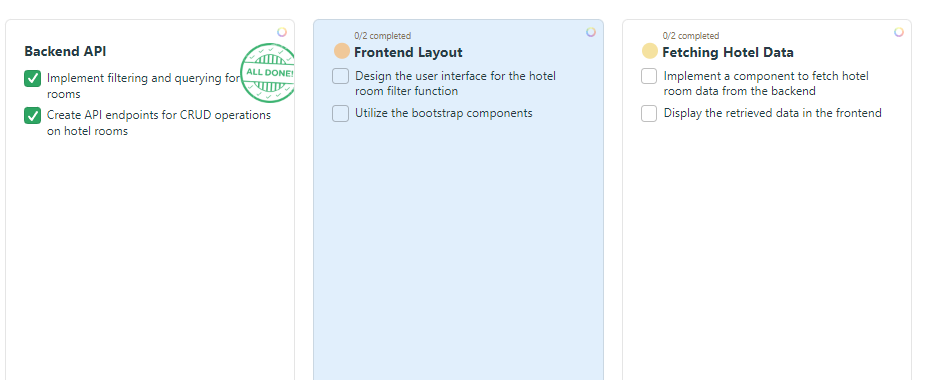 Backend API
Implement filtering and querying for
rooms
ALL DONE!
Create API endpoints for CRUD operations
on hotel rooms
0/2 completed
Frontend Layout
Design the user interface for the hotel
room filter function
Utilize the bootstrap components
0/2 completed
Fetching Hotel Data
Implement a component to fetch hotel
room data from the backend
Display the retrieved data in the frontend